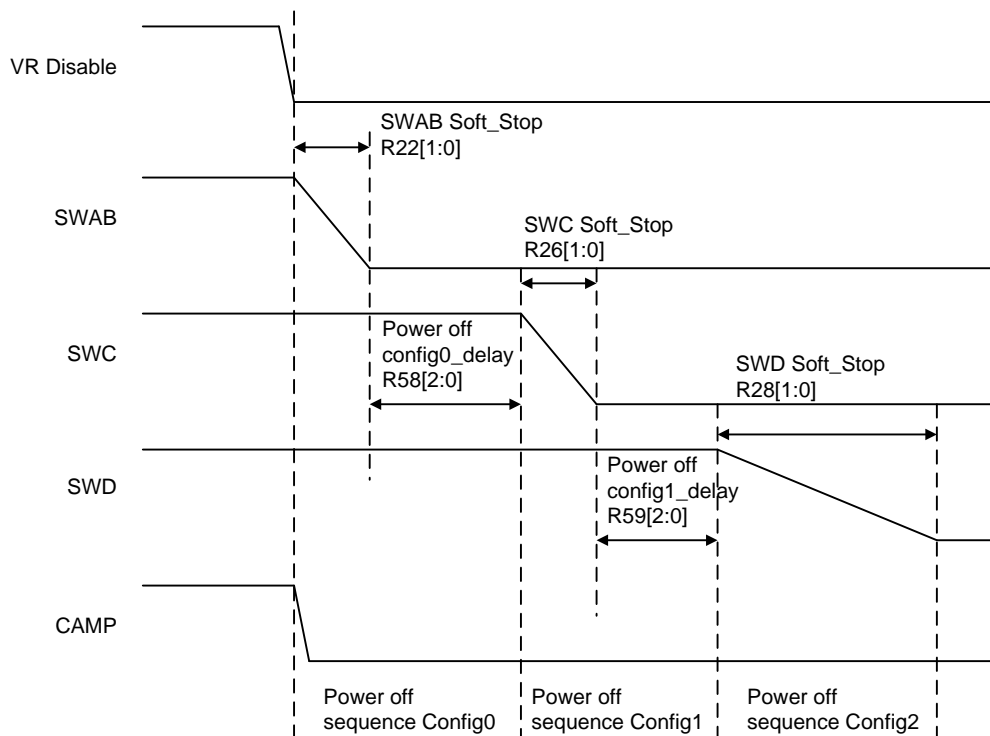 VR Disable
SWAB Soft_Stop
R22[1:0]
SWAB
SWC Soft_Stop
R26[1:0]
SWC
Power off
config0_delay
R58[2:0]
SWD Soft_Stop
R28[1:0]
SWD
Power off
config1_delay
R59[2:0]
CAMP
Power off
sequence Config0
Power off
sequence Config1
Power off
sequence Config2